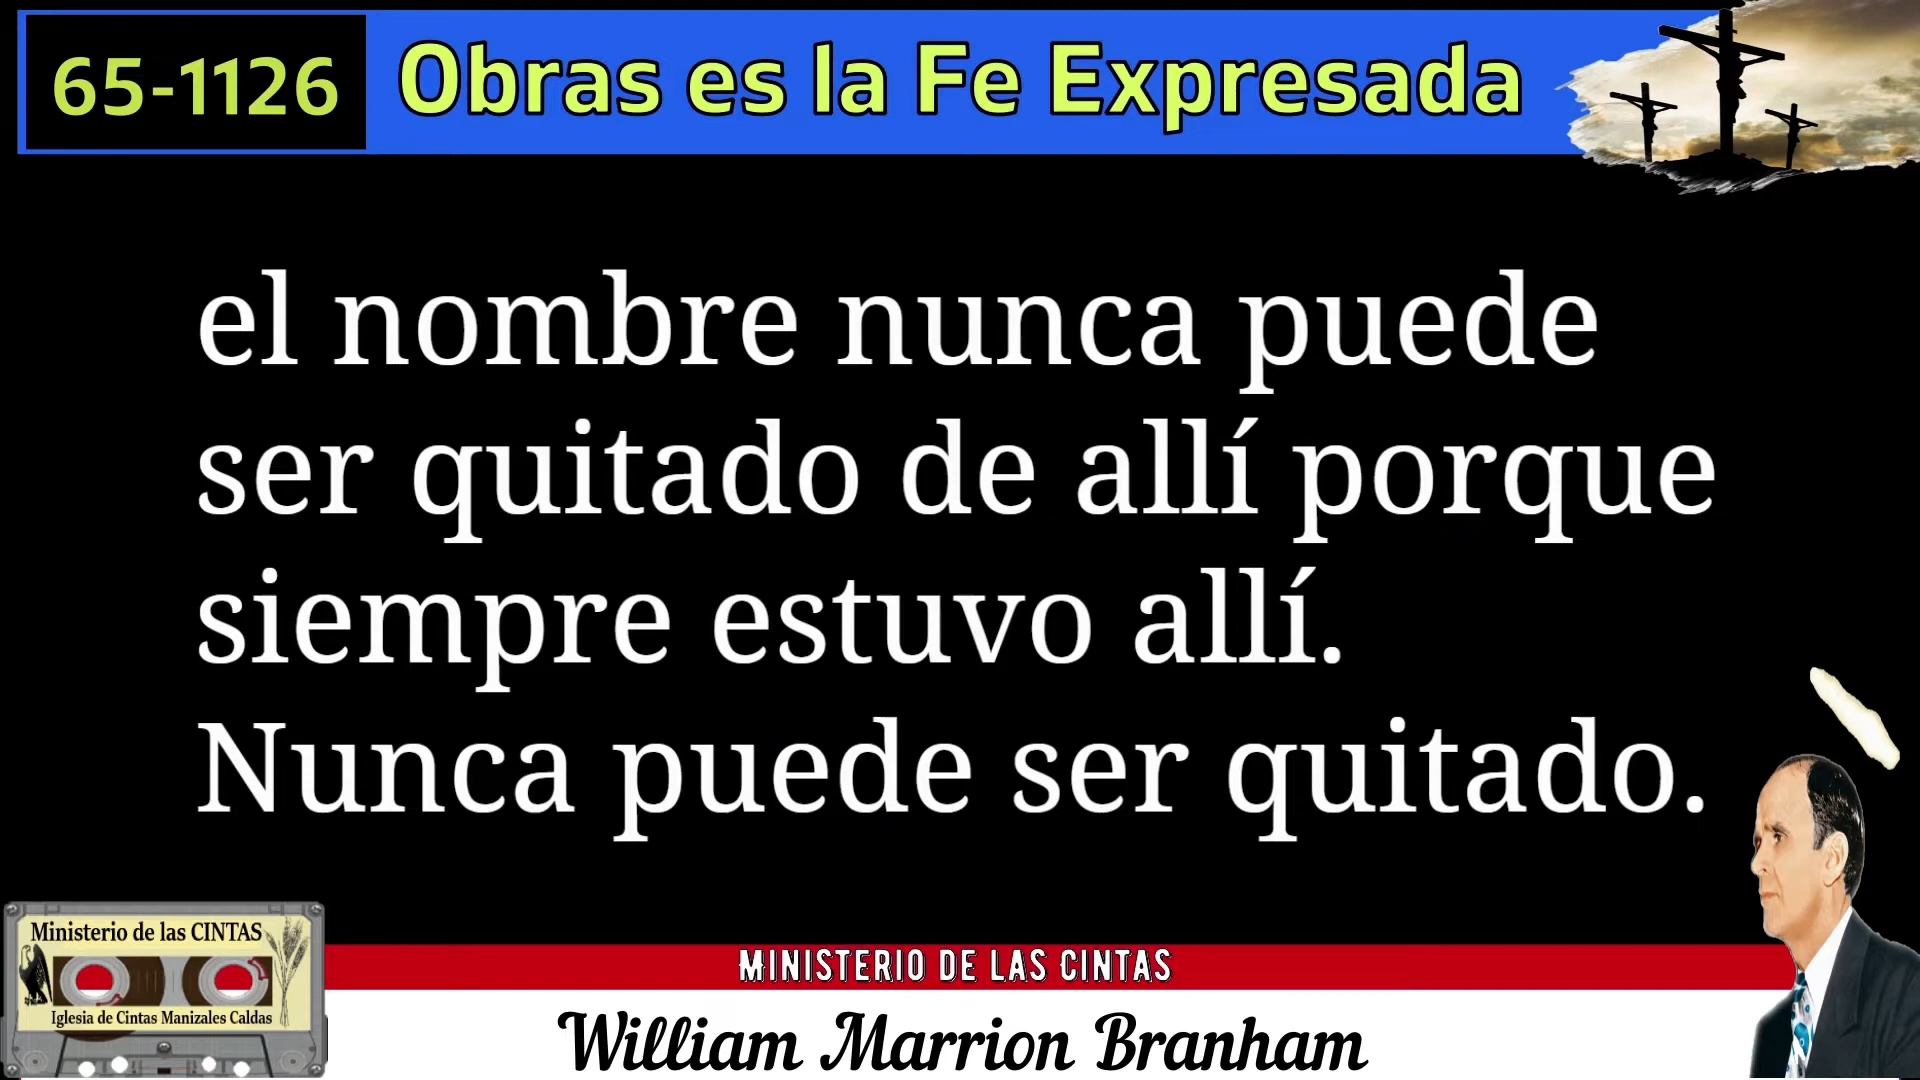 65-1126
Obras es la Fe Expresada
el nombre nunca puede
ser quitado de allí porque
siempre estuvo allí.
Nunca puede ser quitado.
Ministerio de las CINTAS
Iglesia de Cintas Manizales Caldas
MINISTERIO DE LAS CINTAS
William Marrion Branham